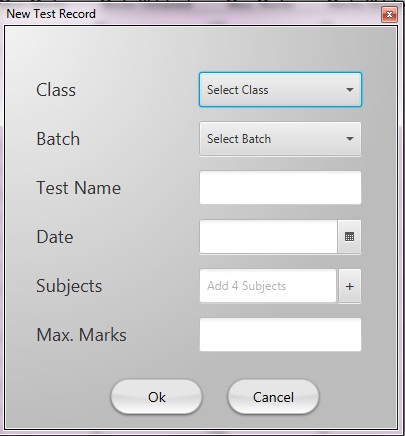 New Test Record
Class Select Class
Batch Select Batch
Test Name
Date
Subjects Add 4 Subjects +
Max. Marks
Ok Cancel